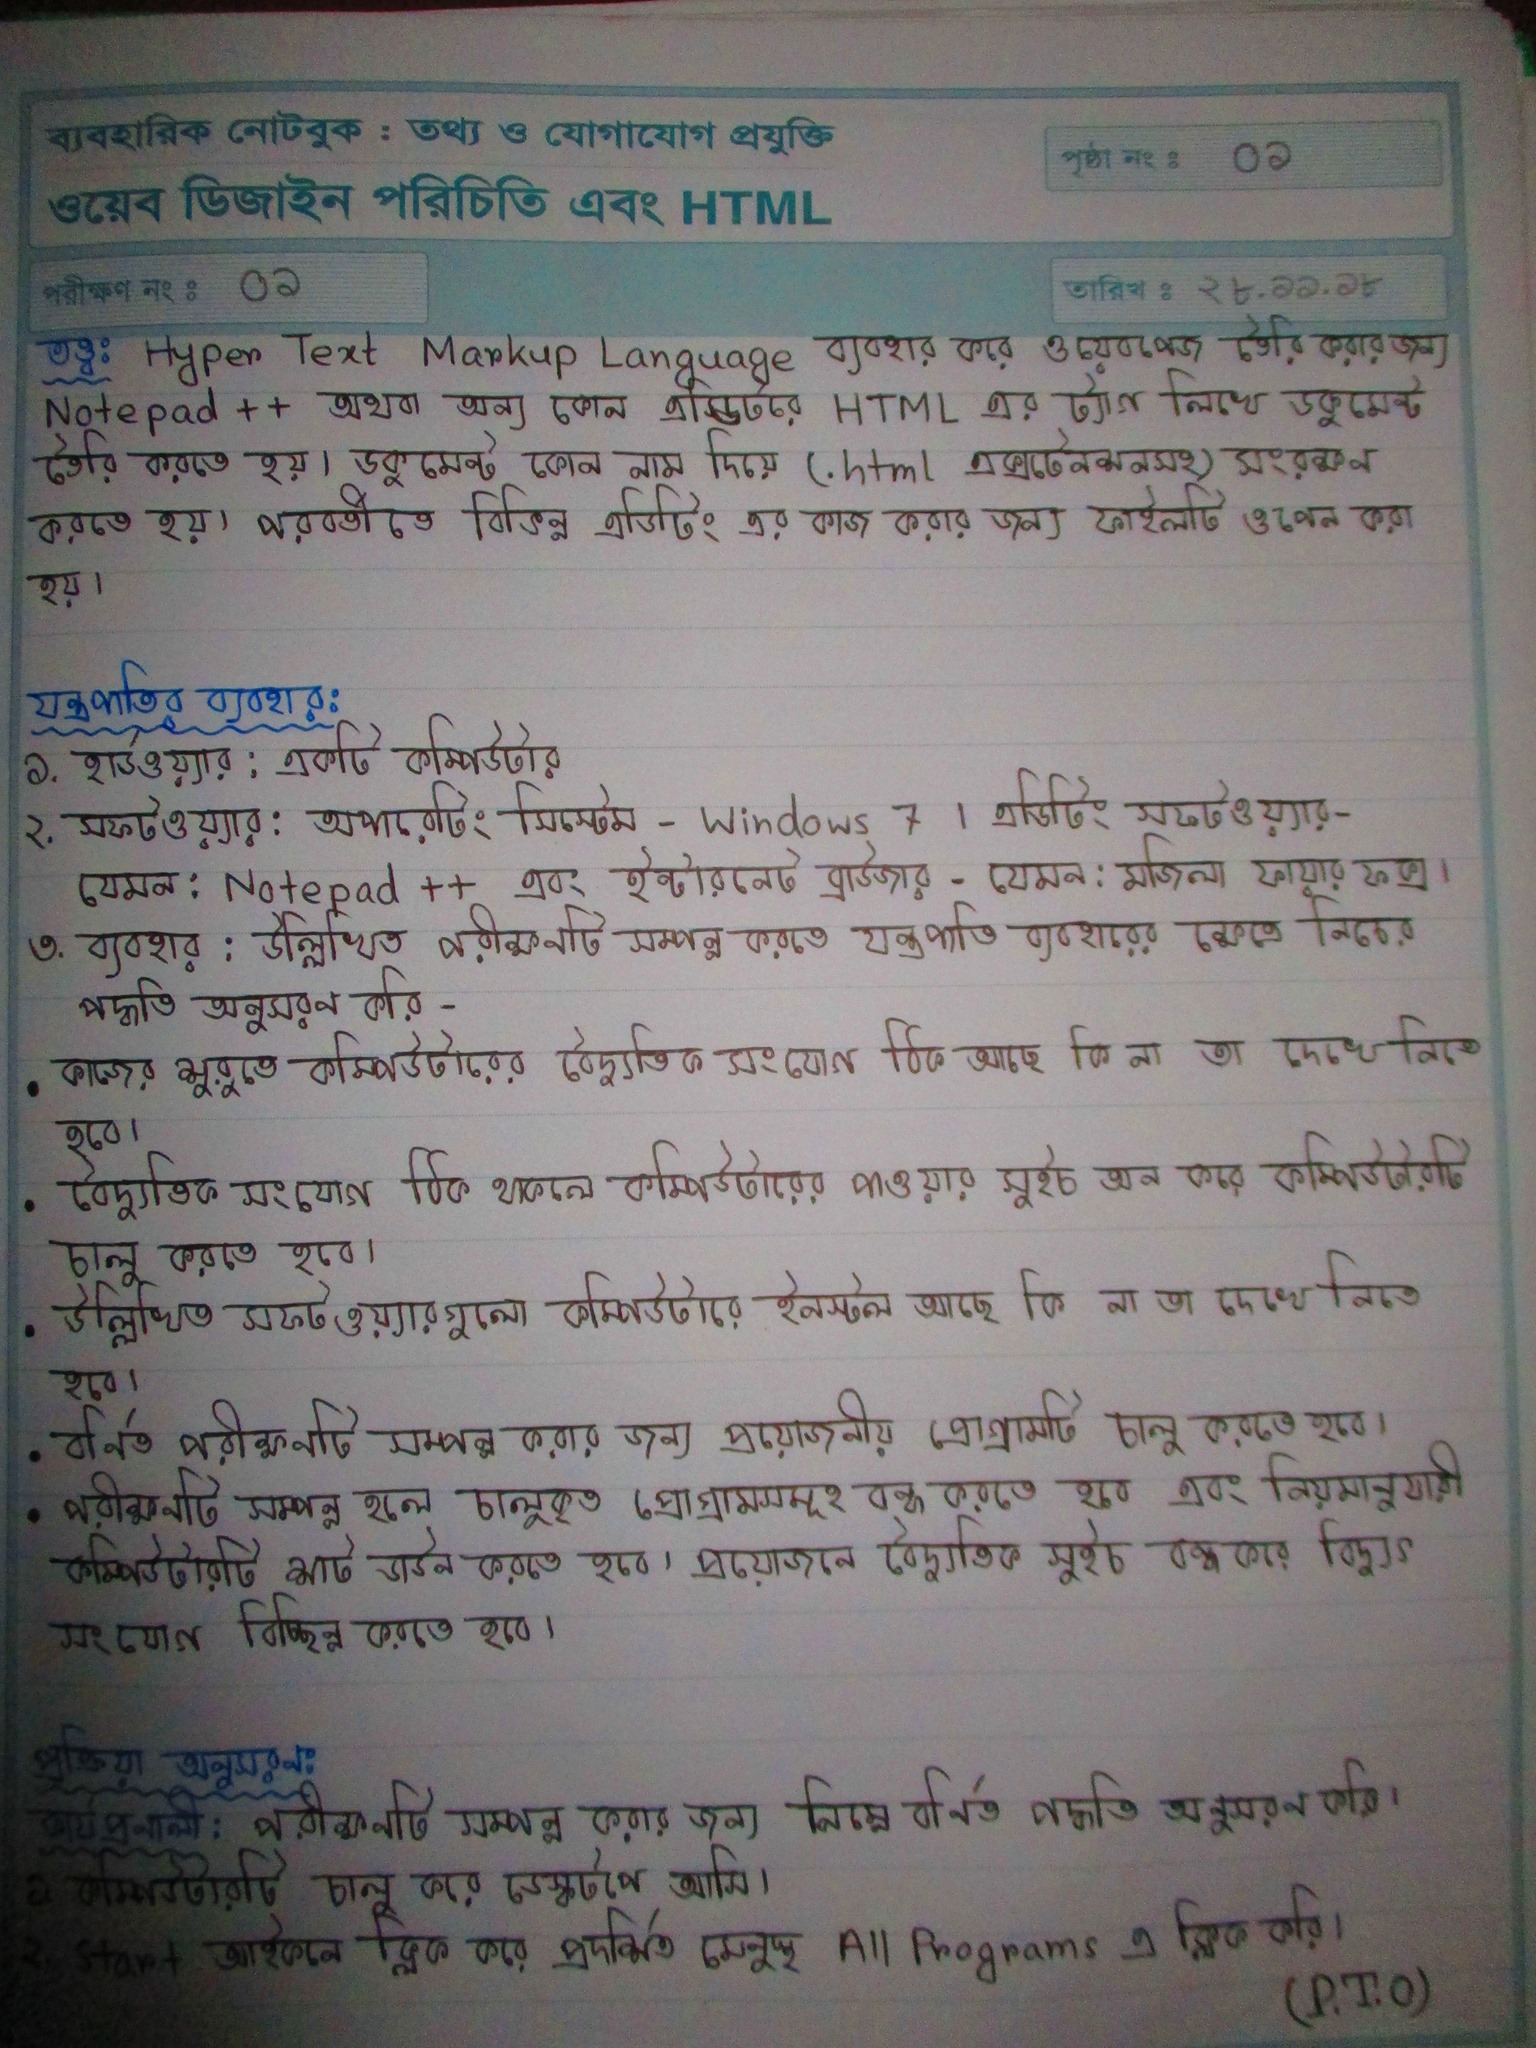 ব্যবহারিক নোটবুক : তথ্য ও যোগাযোগ প্রযুক্তি
পৃষ্ঠা নং : ০১
ওয়েব ডিজাইন পরিচিতি এবং HTML
পরীক্ষণ নং : ০১
তারিখ : ২৮.১১.১৮
তত্ত্ব: Hyper Text Markup Language ব্যবহার করে ওয়েবপেজ তৈরি করার জন্য
Notepad ++ অথবা অন্য কোন এডিটরে HTML এর ট্যাগ লিখে ডকুমেন্ট
তৈরি করতে হয়। ডকুমেন্ট কোন নাম দিয়ে (.html এক্সটেনশনসহ) সংরক্ষন
করতে হয়। পরবর্তীতে বিভিন্ন এডিটিং এর কাজ করার জন্য ফাইলটি ওপেন করা
হয়।
যন্ত্রপাতির ব্যবহার:
১. হার্ডওয়্যার : একটি কম্পিউটার
২. সফটওয়্যার : অপারেটিং সিস্টেম - Windows 7 । এডিটিং সফটওয়্যার-
যেমন : Notepad ++ এবং ইন্টারনেট ব্রাউজার - যেমন : মজিলা ফায়ার ফক্স।
৩. ব্যবহার : উল্লিখিত পরীক্ষনটি সম্পন্ন করতে যন্ত্রপাতি ব্যবহারের ক্ষেত্রে নিচের
পদ্ধতি অনুসরণ করি -
• কাজের শুরুতে কম্পিউটারের বৈদ্যুতিক সংযোগ ঠিক আছে কি না তা দেখে নিতে
হবে।
• বৈদ্যুতিক সংযোগ ঠিক থাকলে কম্পিউটারের পাওয়ার সুইচ অন করে কম্পিউটারটি
চালু করতে হবে।
• উল্লিখিত সফটওয়্যারগুলো কম্পিউটারে ইনস্টল আছে কি না তা দেখে নিতে
হবে।
• বর্নিত পরীক্ষনটি সম্পন্ন করার জন্য প্রয়োজনীয় প্রোগ্রামটি চালু করতে হবে।
• পরীক্ষনটি সম্পন্ন হলে চালুকৃত প্রোগ্রামসমূহ বন্ধ করতে হবে এবং নিয়মানুযায়ী
কম্পিউটারটি শাট ডাউন করতে হবে। প্রয়োজনে বৈদ্যুতিক সুইচ বন্ধ করে বিদ্যুৎ
সংযোগ বিচ্ছিন্ন করতে হবে।
প্রক্রিয়া অনুসরণ:
কার্যপ্রনালী : পরীক্ষনটি সম্পন্ন করার জন্য নিম্নে বর্নিত পদ্ধতি অনুসরণ করি।
১. কম্পিউটারটি চালু করে ডেস্কটপে আসি।
২. Start আইকনে ক্লিক করে প্রদর্শিত মেনুস্থ All Programs এ ক্লিক করি।
(P.T.O)